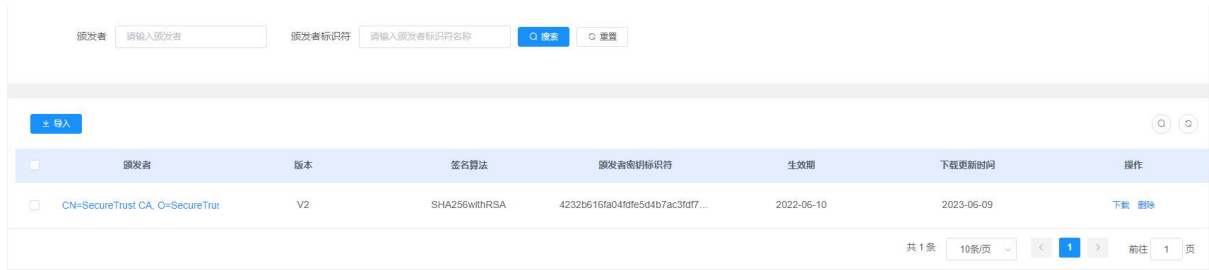 颁发者 请输入颁发者 颁发者标识符 请输入颁发者标识符名称 搜索 重置
导入
颁发者 版本 签名算法 颁发者密钥标识符 生效期 下载更新时间 操作
CN=SecureTrust CA, O=SecureTrus V2 SHA256withRSA 4232b616fa04fdfe5d4b7ac3fdf7... 2022-06-10 2023-06-09 下载 删除
共 1 条 10条/页 1 前往 1 页